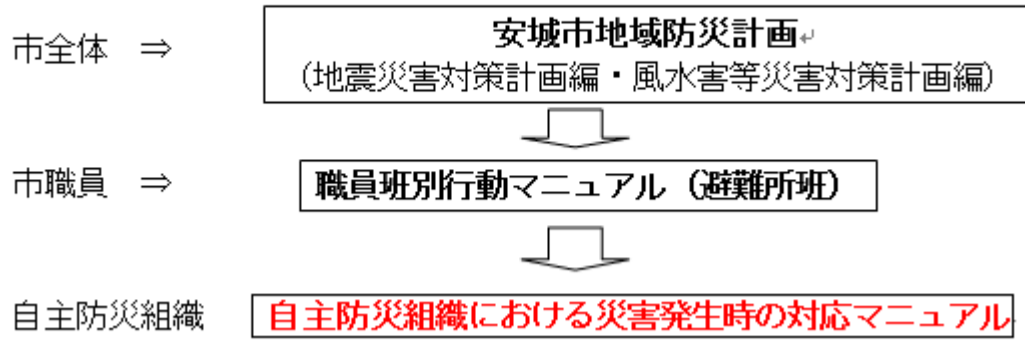 市全体 ⇒ 安城市地域防災計画
(地震災害対策計画編・風水害等災害対策計画編)
市職員 ⇒ 職員班別行動マニュアル(避難所班)
自主防災組織 自主防災組織における災害発生時の対応マニュアル